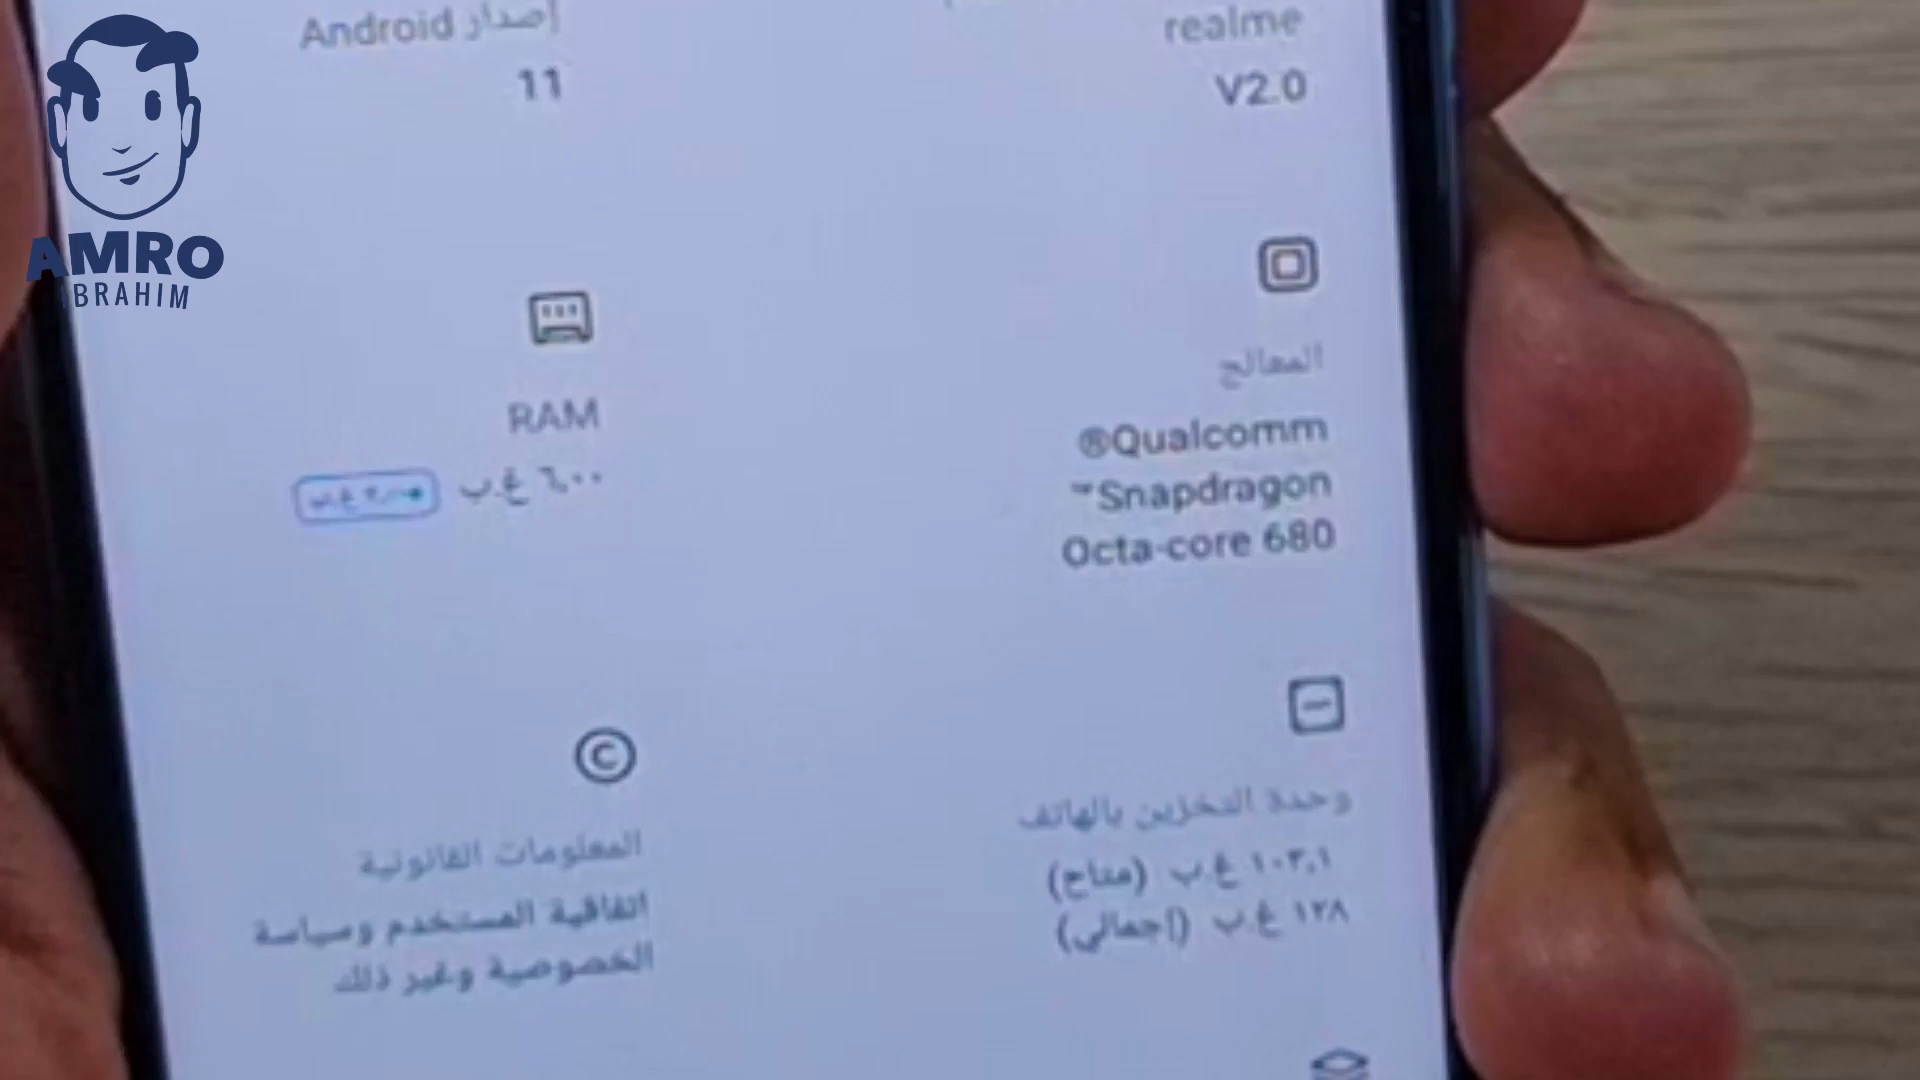 realme
V2.0
إصدار Android
11
المعالج
Qualcomm®
Snapdragon™
Octa-core 680
RAM
٦,٠٠ غ.ب
وحدة التخزين بالهاتف
١٠٣,١ غ.ب (متاح)
١٢٨ غ.ب (اجمالي)
المعلومات القانونية
اتفاقية المستخدم وسياسة
الخصوصية وغير ذلك
AMRO
IBRAHIM